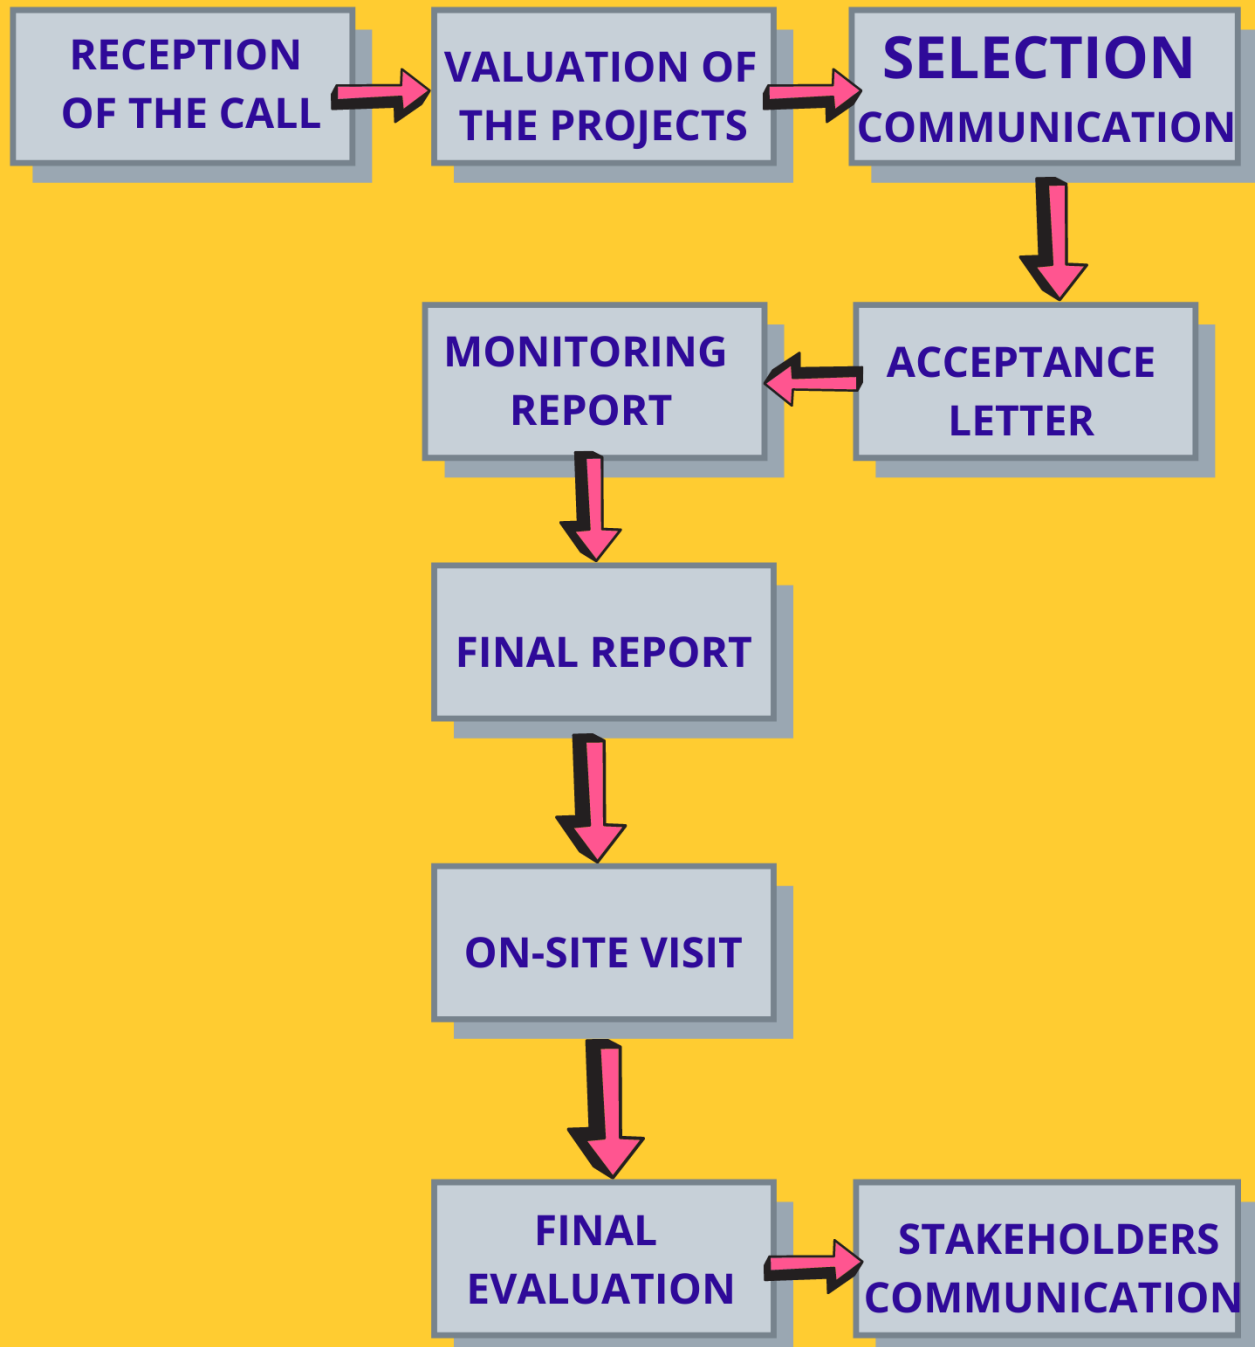 RECEPTION
OF THE CALL
VALUATION OF
THE PROJECTS
SELECTION
COMMUNICATION
ACCEPTANCE
LETTER
MONITORING
REPORT
FINAL REPORT
ON-SITE VISIT
FINAL
EVALUATION
STAKEHOLDERS
COMMUNICATION